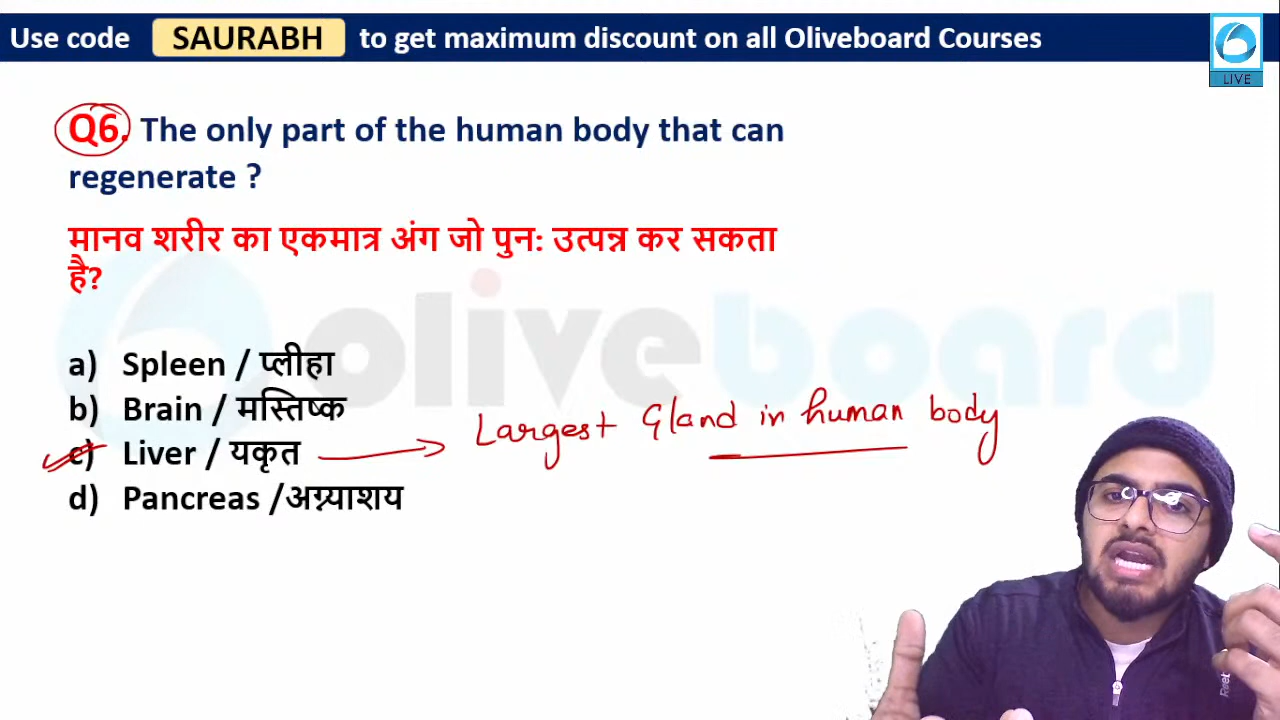 Use code SAURABH to get maximum discount on all Oliveboard Courses
LIVE
Q6. The only part of the human body that can
regenerate ?
मानव शरीर का एकमात्र अंग जो पुन: उत्पन्न कर सकता
है?
oliveboard
a) Spleen / प्लीहा
b) Brain / मस्तिष्क
c) Liver / यकृत
Largest Gland in human body
d) Pancreas /अग्न्याशय
Reebok